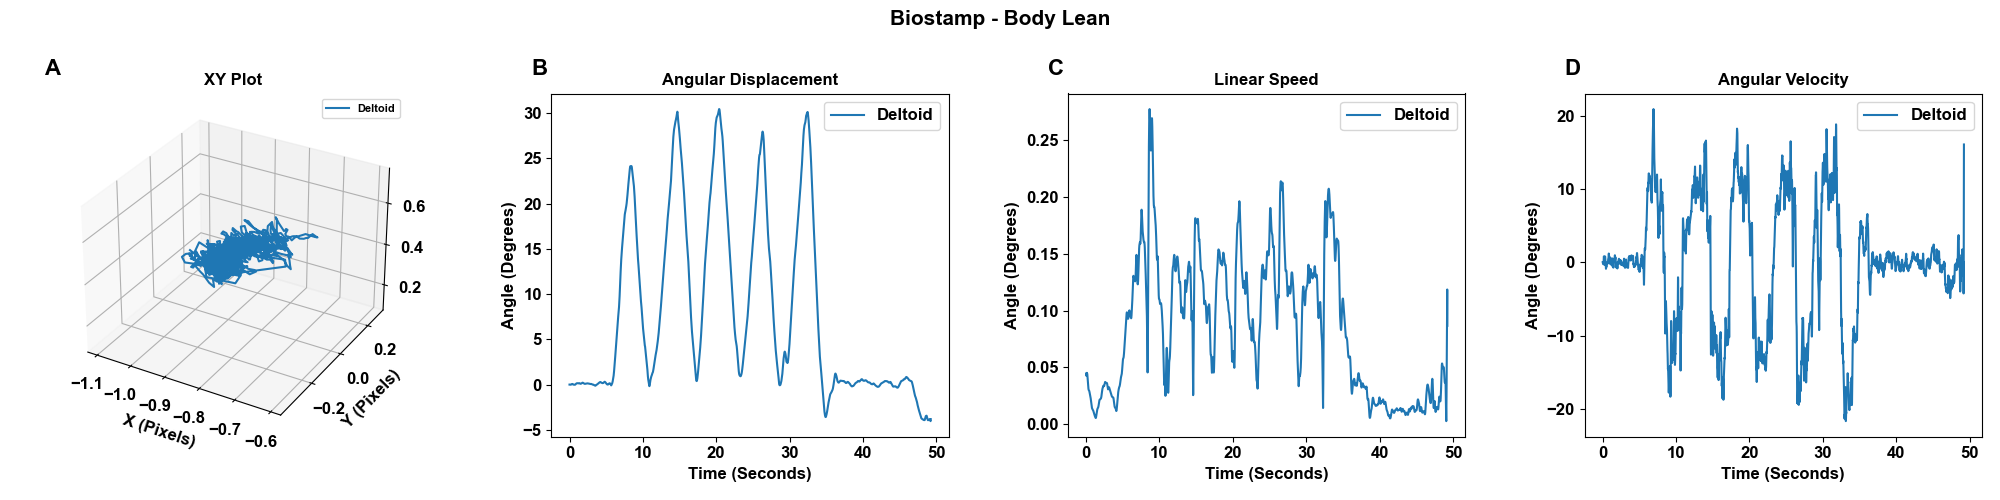 Biostamp - Body Lean
A
XY Plot
Deltoid
0.6
0.4
0.2
0.2
0.0
−0.2
Y (Pixels)
−1.1
−1.0
−0.9
−0.8
−0.7
−0.6
X (Pixels)
B
Angular Displacement
Deltoid
Angle (Degrees)
30
25
20
15
10
5
0
−5
0 10 20 30 40 50
Time (Seconds)
C
Linear Speed
Deltoid
Angle (Degrees)
0.25
0.20
0.15
0.10
0.05
0.00
0 10 20 30 40 50
Time (Seconds)
D
Angular Velocity
Deltoid
Angle (Degrees)
20
10
0
−10
−20
0 10 20 30 40 50
Time (Seconds)